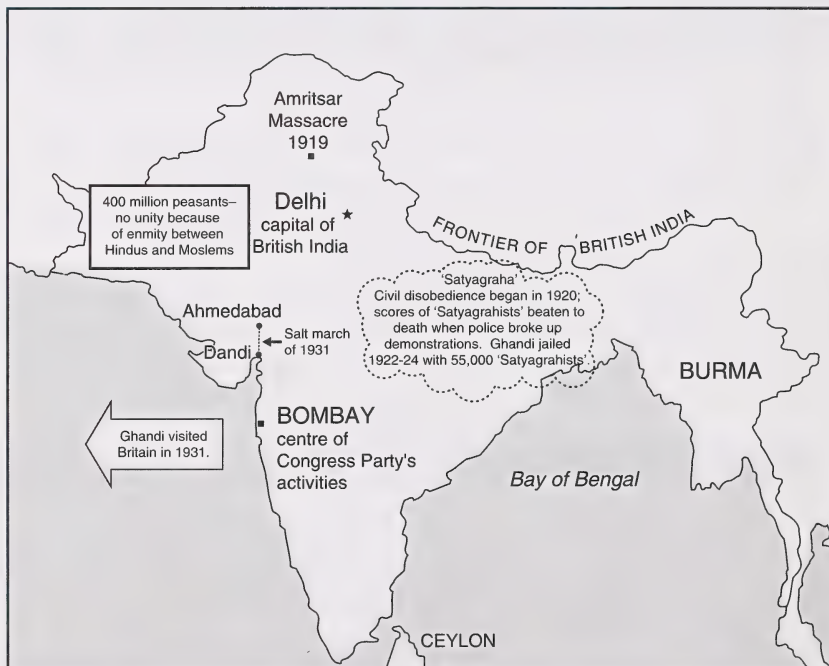 Amritsar
Massacre
1919
400 million peasants–
no unity because
of enmity between
Hindus and Moslems
Delhi
capital of
British India
FRONTIER OF BRITISH INDIA
'Satyagraha'
Civil disobedience began in 1920;
scores of 'Satyagrahists' beaten to
death when police broke up
demonstrations. Ghandi jailed
1922-24 with 55,000 'Satyagrahists'.
Ahmedabad
Salt march
of 1931
Dandi
BURMA
Ghandi visited
Britain in 1931.
BOMBAY
centre of
Congress Party's
activities
Bay of Bengal
CEYLON